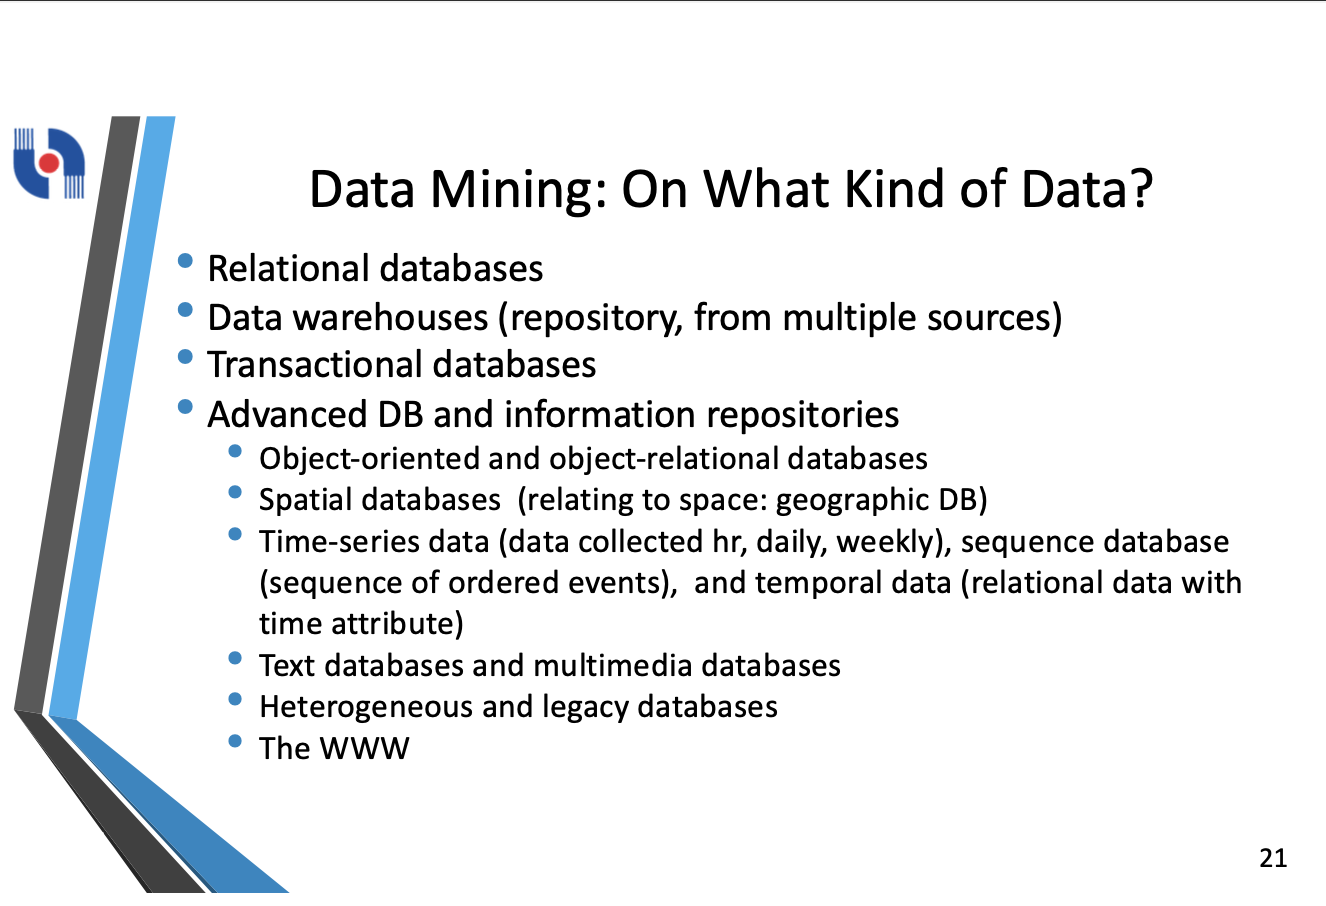 Data Mining: On What Kind of Data?
• Relational databases
• Data warehouses (repository, from multiple sources)
• Transactional databases
• Advanced DB and information repositories
• Object-oriented and object-relational databases
• Spatial databases  (relating to space: geographic DB)
• Time-series data (data collected hr, daily, weekly), sequence database
(sequence of ordered events),  and temporal data (relational data with
time attribute)
• Text databases and multimedia databases
• Heterogeneous and legacy databases
• The WWW
21